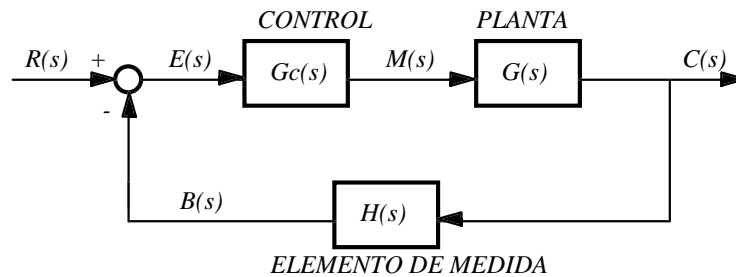 CONTROL
PLANTA
R(s)
+
E(s)
Gc(s)
M(s)
G(s)
C(s)
-
B(s)
H(s)
ELEMENTO DE MEDIDA